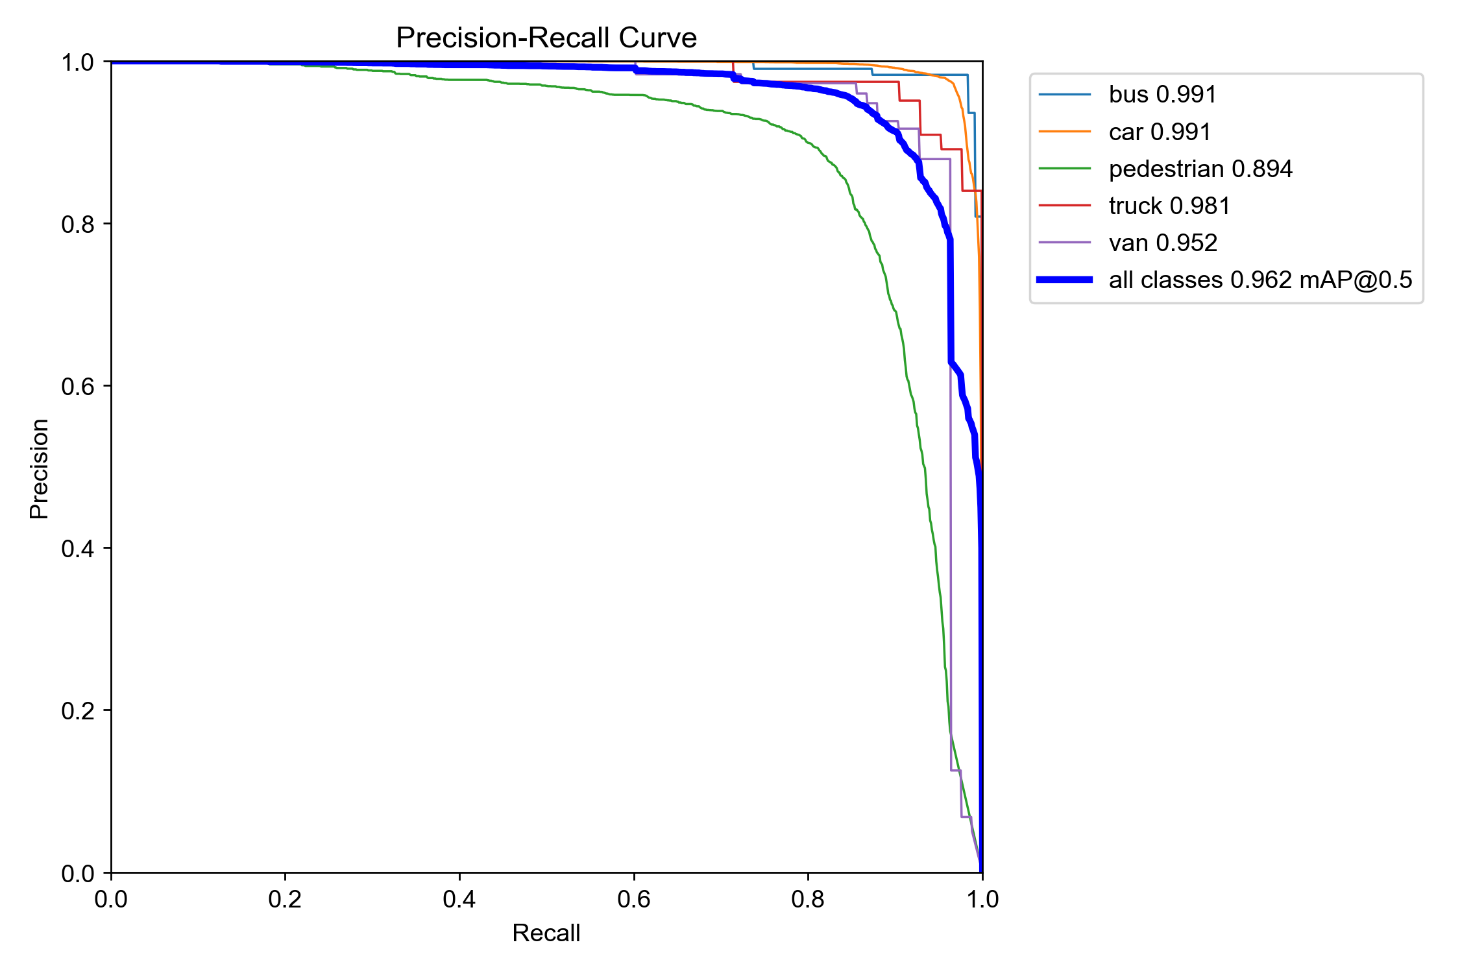 Precision-Recall Curve
1.0
0.8
0.6
0.4
0.2
0.0
Precision
0.0 0.2 0.4 0.6 0.8 1.0
Recall
bus 0.991
car 0.991
pedestrian 0.894
truck 0.981
van 0.952
all classes 0.962 mAP@0.5